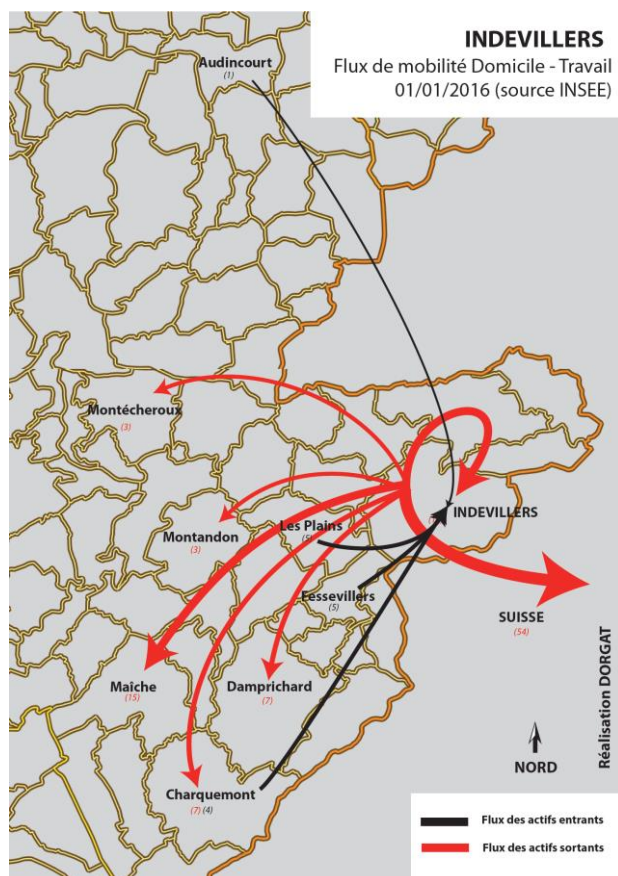 INDEVILLERS
Flux de mobilité Domicile - Travail
01/01/2016 (source INSEE)
Audincourt
(1)
Montécheroux
(3)
Montandon
(3)
Les Plains
(5)
INDEVILLERS
Fessevillers
(5)
SUISSE
(54)
Maîche
(15)
Damprichard
(7)
Charquemont
(7) (4)
NORD
Réalisation DORGAT
Flux des actifs entrants
Flux des actifs sortants